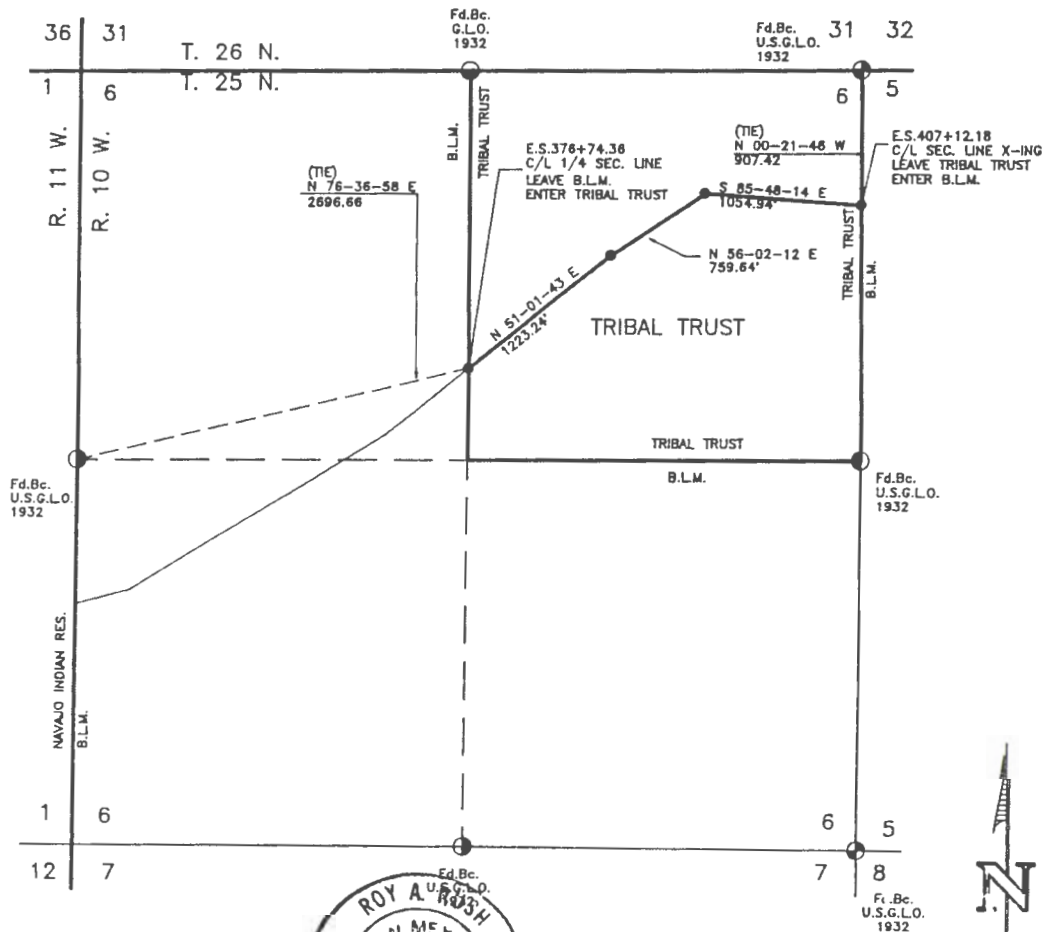 36 31
T. 26 N.
T. 25 N.
1 6
R. 11 W.
R. 10 W.
Fd.Bc.
G.L.O.
1932
Fd.Bc.
U.S.G.L.O.
1932
31 32
6 5
B.L.M.
TRIBAL TRUST
E.S.376+74.36
C/L 1/4 SEC. LINE
LEAVE B.L.M.
ENTER TRIBAL TRUST
(TIE)
N 00-21-46 W
907.42
E.S.407+12.18
C/L SEC. LINE X-ING
LEAVE TRIBAL TRUST
ENTER B.L.M.
(TIE)
N 76-36-58 E
2696.66
S 85-48-14 E
1054.94'
N 56-02-12 E
759.64'
N 51-01-43 E
1223.24'
TRIBAL TRUST
TRIBAL TRUST
B.L.M.
TRIBAL TRUST
B.L.M.
Fd.Bc.
U.S.G.L.O.
1932
Fd.Bc.
U.S.G.L.O.
1932
NAVAJO INDIAN RES.
B.L.M.
1 6
12 7
6 5
7 8
Fd.Bc.
U.S.G.L.O.
1932
ROY A. RUSH
Bc.
U.S.G.L.O.
1932
N